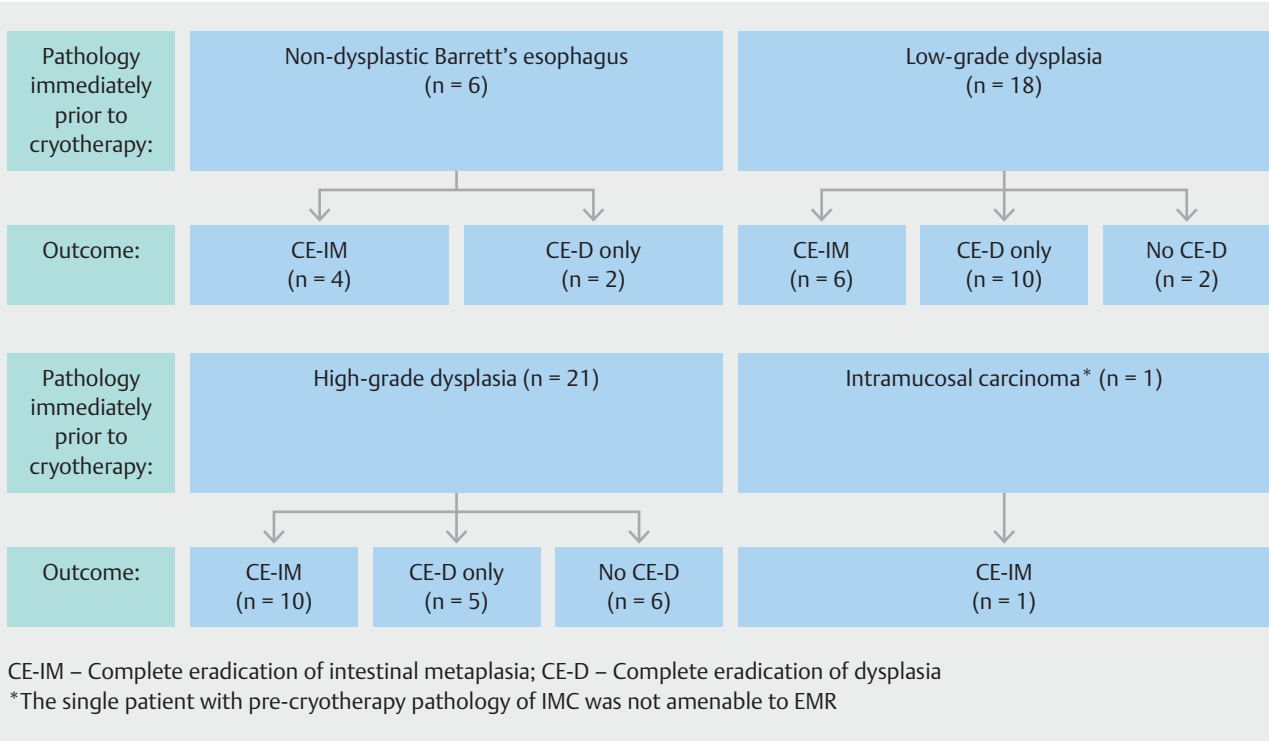 Pathology
immediately
prior to
cryotherapy:
Non-dysplastic Barrett’s esophagus
(n = 6)
Low-grade dysplasia
(n = 18)
Outcome:
CE-IM
(n = 4)
CE-D only
(n = 2)
CE-IM
(n = 6)
CE-D only
(n = 10)
No CE-D
(n = 2)
Pathology
immediately
prior to
cryotherapy:
High-grade dysplasia (n = 21)
Intramucosal carcinoma* (n = 1)
Outcome:
CE-IM
(n = 10)
CE-D only
(n = 5)
No CE-D
(n = 6)
CE-IM
(n = 1)
CE-IM – Complete eradication of intestinal metaplasia; CE-D – Complete eradication of dysplasia
*The single patient with pre-cryotherapy pathology of IMC was not amenable to EMR